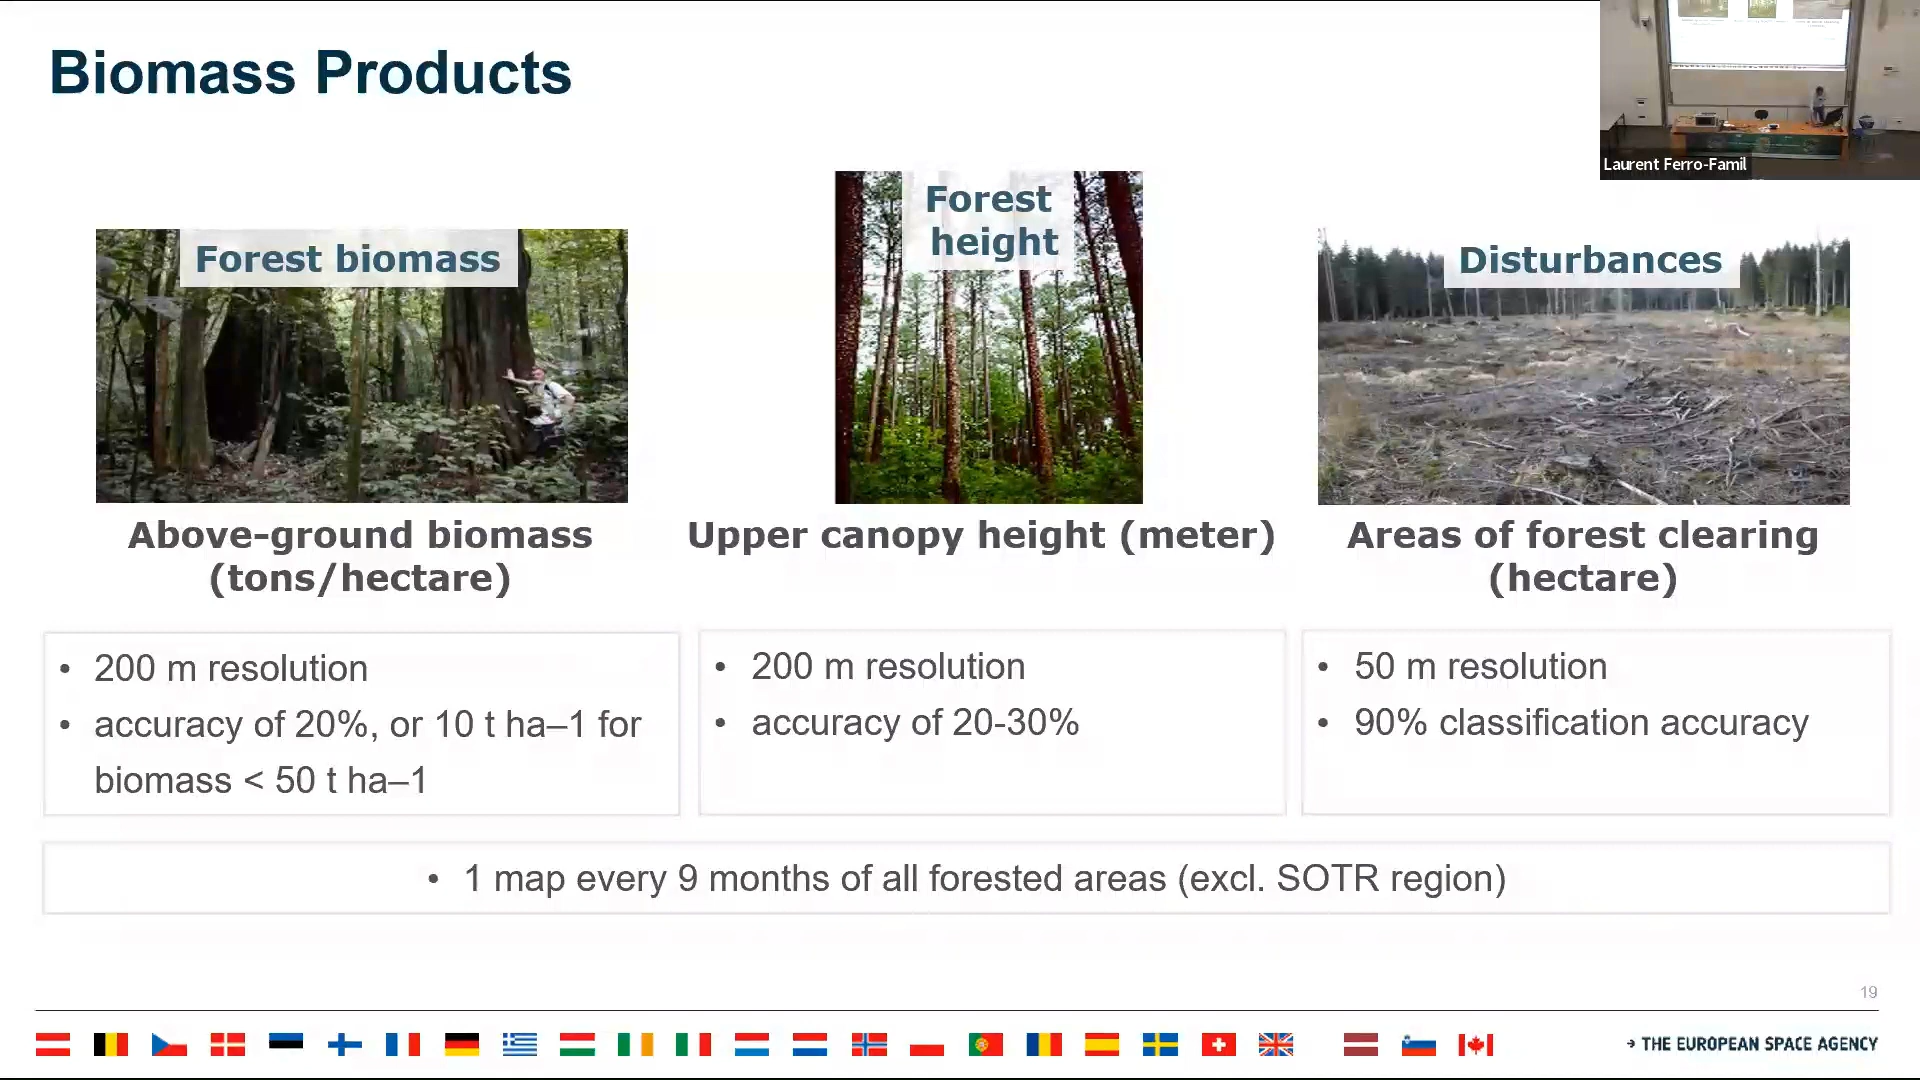 Biomass Products
Laurent Ferro-Famil
Forest biomass
Forest
height
Disturbances
Above-ground biomass
(tons/hectare)
Upper canopy height (meter)
Areas of forest clearing
(hectare)
• 200 m resolution
• accuracy of 20%, or 10 t ha–1 for
biomass < 50 t ha–1
• 200 m resolution
• accuracy of 20-30%
• 50 m resolution
• 90% classification accuracy
• 1 map every 9 months of all forested areas (excl. SOTR region)
19
→ THE EUROPEAN SPACE AGENCY